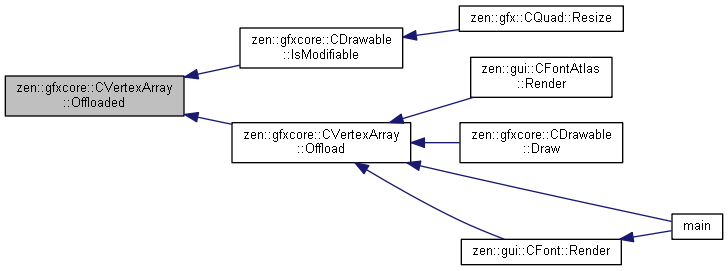 zen::gfxcore::CVertexArray
::Offloaded
zen::gfxcore::CDrawable
::IsModifiable
zen::gfx::CQuad::Resize
zen::gfxcore::CVertexArray
::Offload
zen::gui::CFontAtlas
::Render
zen::gfxcore::CDrawable
::Draw
main
zen::gui::CFont::Render